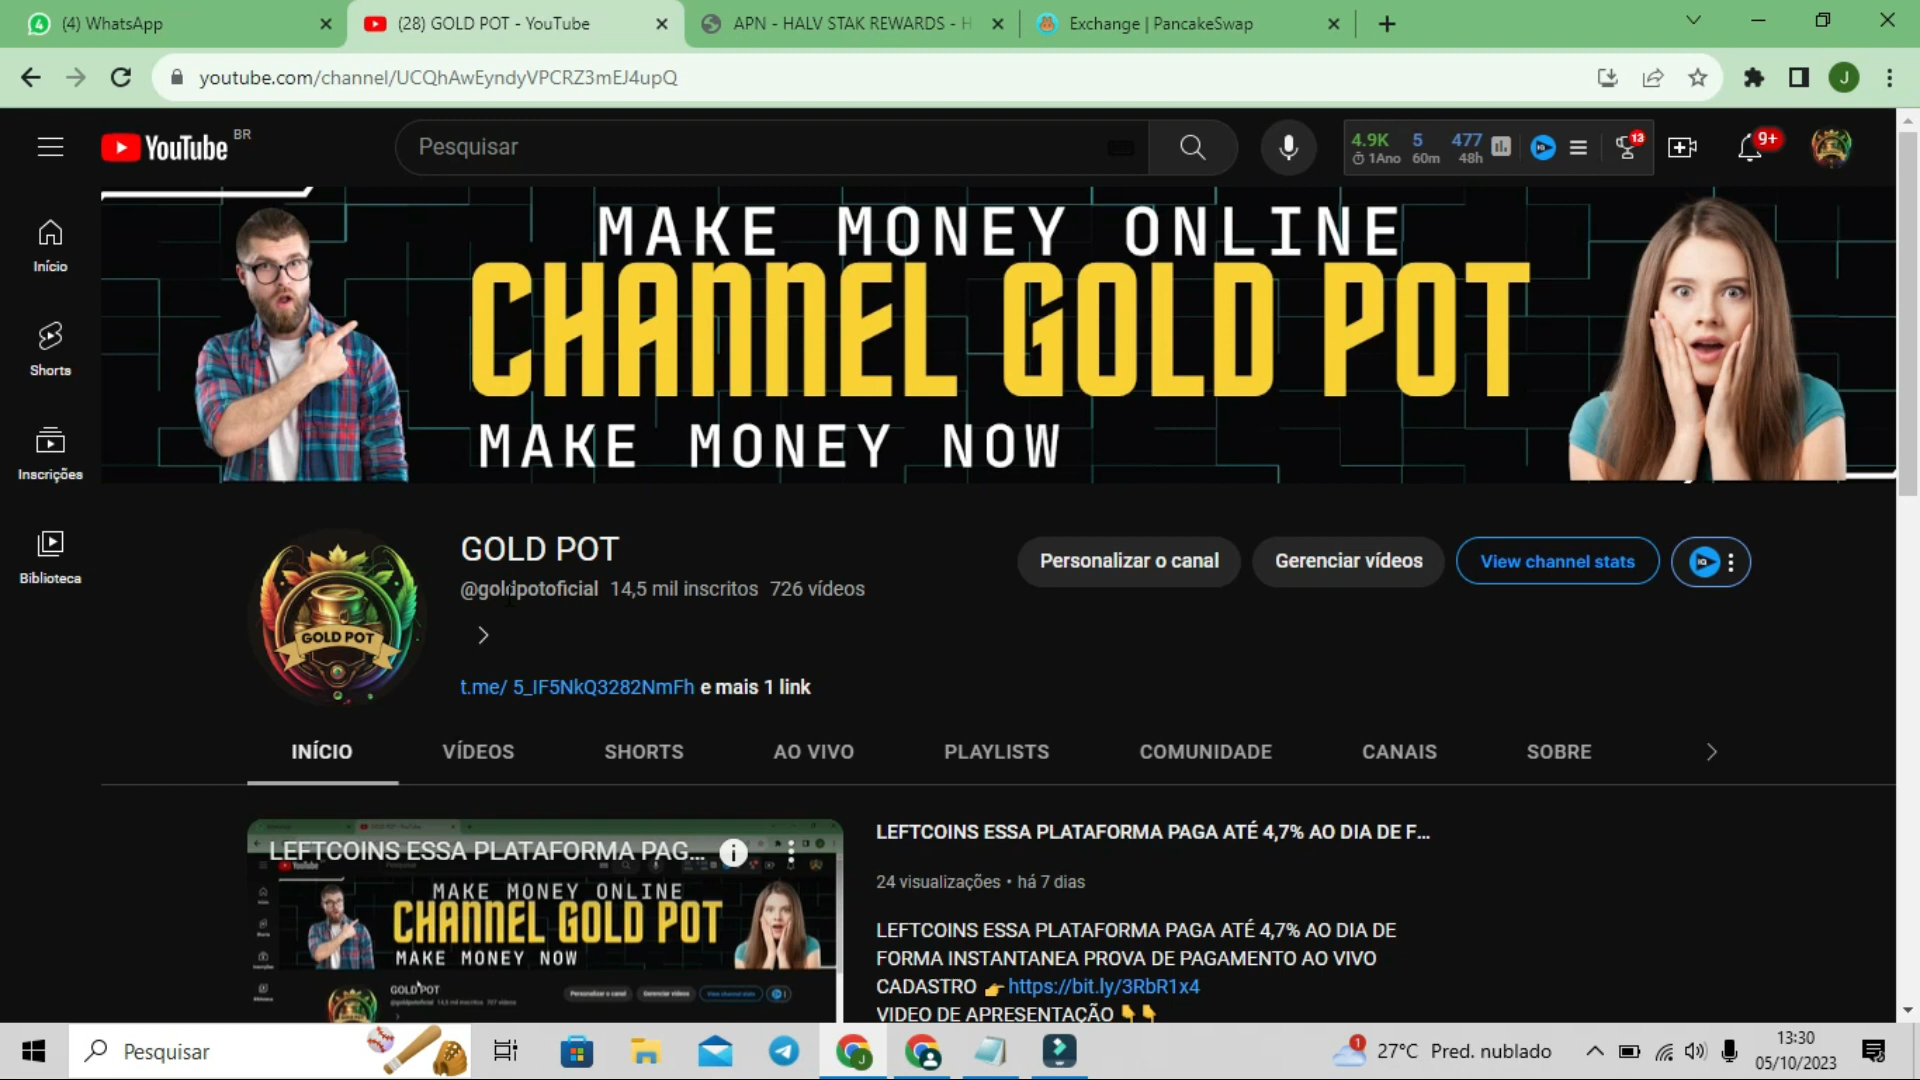 (4) WhatsApp
(28) GOLD POT - YouTube
APN - HALV STAK REWARDS - H
Exchange | PancakeSwap
youtube.com/channel/UCQhAwEyndyVPCRZ3mEJ4upQ
J
YouTube BR
Pesquisar
4.9K 5 477
1Ano 60m 48h
13
9+
Início
Shorts
Inscrições
Biblioteca
MAKE MONEY ONLINE
CHANNEL GOLD POT
MAKE MONEY NOW
GOLD POT
GOLD POT
@goldpotoficial 14,5 mil inscritos 726 vídeos
t.me/ 5_IF5NkQ3282NmFh e mais 1 link
Personalizar o canal
Gerenciar vídeos
View channel stats
IQ
INÍCIO VÍDEOS SHORTS AO VIVO PLAYLISTS COMUNIDADE CANAIS SOBRE
LEFTCOINS ESSA PLATAFORMA PAG...
MAKE MONEY ONLINE
CHANNEL GOLD POT
MAKE MONEY NOW
GOLD POT
LEFTCOINS ESSA PLATAFORMA PAGA ATÉ 4,7% AO DIA DE F...
24 visualizações • há 7 dias
LEFTCOINS ESSA PLATAFORMA PAGA ATÉ 4,7% AO DIA DE
FORMA INSTANTANEA PROVA DE PAGAMENTO AO VIVO
CADASTRO 👉 https://bit.ly/3RbR1x4
VIDEO DE APRESENTAÇÃO 👇👇
Pesquisar
1
27°C Pred. nublado
13:30
05/10/2023